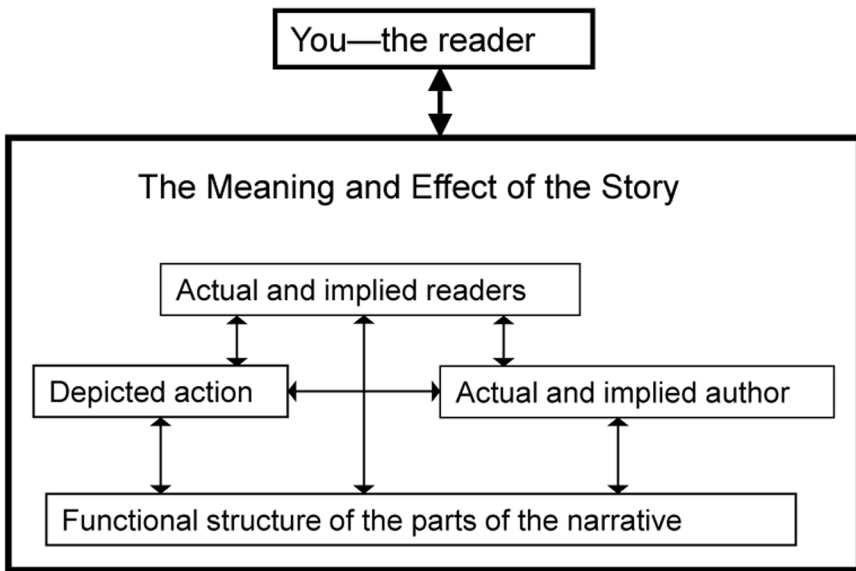 You—the reader
The Meaning and Effect of the Story
Actual and implied readers
Depicted action
Actual and implied author
Functional structure of the parts of the narrative